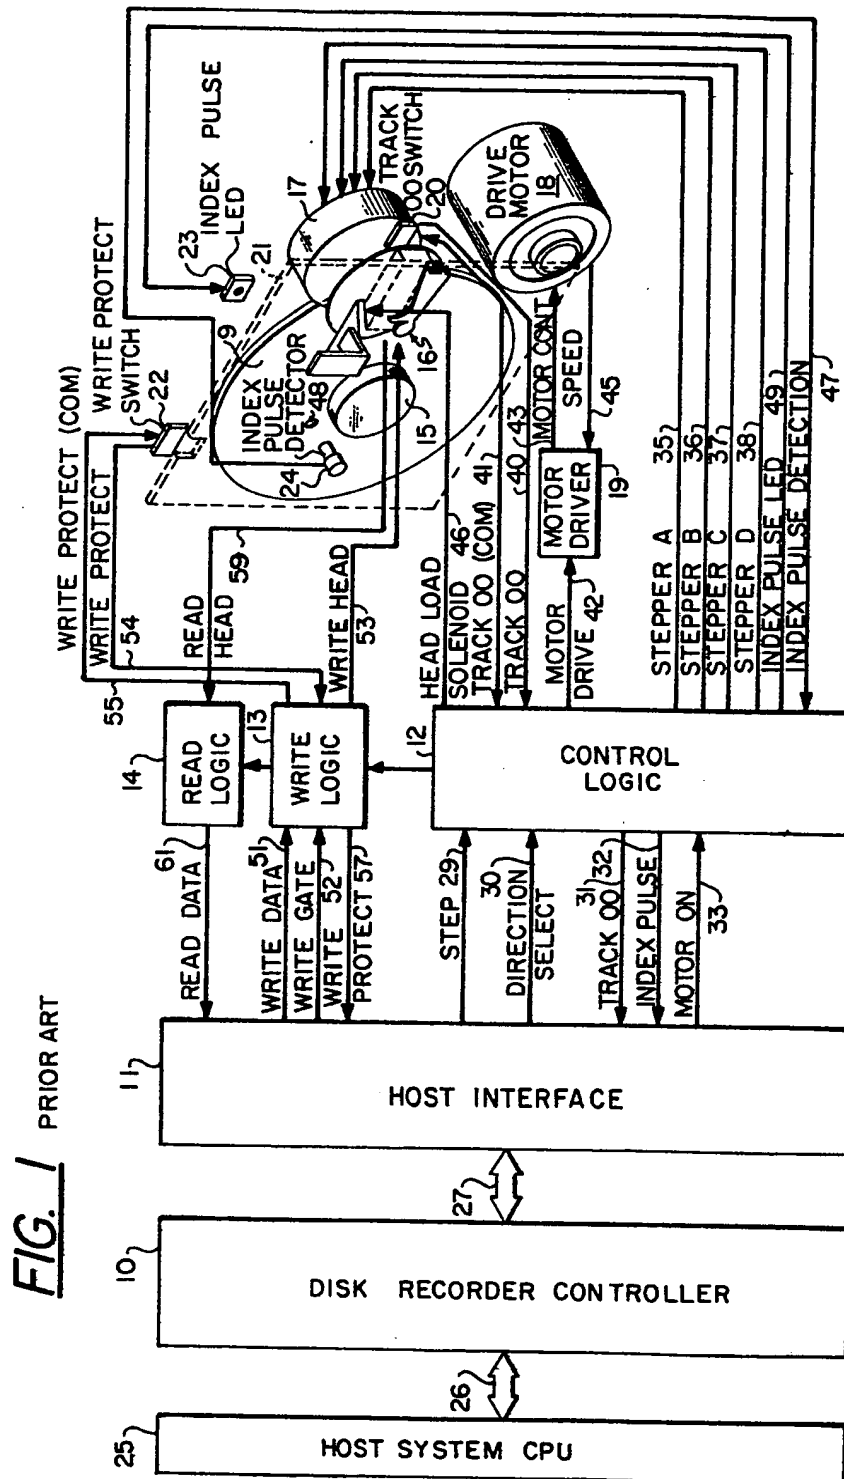 FIG. 1 PRIOR ART
25
HOST SYSTEM CPU
26
10
DISK RECORDER CONTROLLER
27
11
HOST INTERFACE
READ DATA 61
WRITE DATA 51
WRITE GATE
WRITE 52
PROTECT 57
STEP 29
DIRECTION 30
SELECT
TRACK 00 31
INDEX PULSE 32
MOTOR ON
33
14
READ
LOGIC
13
WRITE
LOGIC
12
CONTROL
LOGIC
55
WRITE PROTECT (COM)
WRITE PROTECT
54
READ
HEAD
59
WRITE HEAD
53
HEAD LOAD
SOLENOID 46
TRACK 00 (COM) 41
TRACK 00
40 43
MOTOR
DRIVE 42
MOTOR
DRIVER
19
MOTOR CONT
SPEED
45
STEPPER A 35
STEPPER B 36
STEPPER C 37
STEPPER D 38
INDEX PULSE LED 49
INDEX PULSE DETECTION
47
WRITE PROTECT
SWITCH
22
23
INDEX PULSE
LED
21
9
INDEX
PULSE
DETECTOR
48
24
15
16
17
TRACK
00 SWITCH
20
DRIVE
MOTOR
18